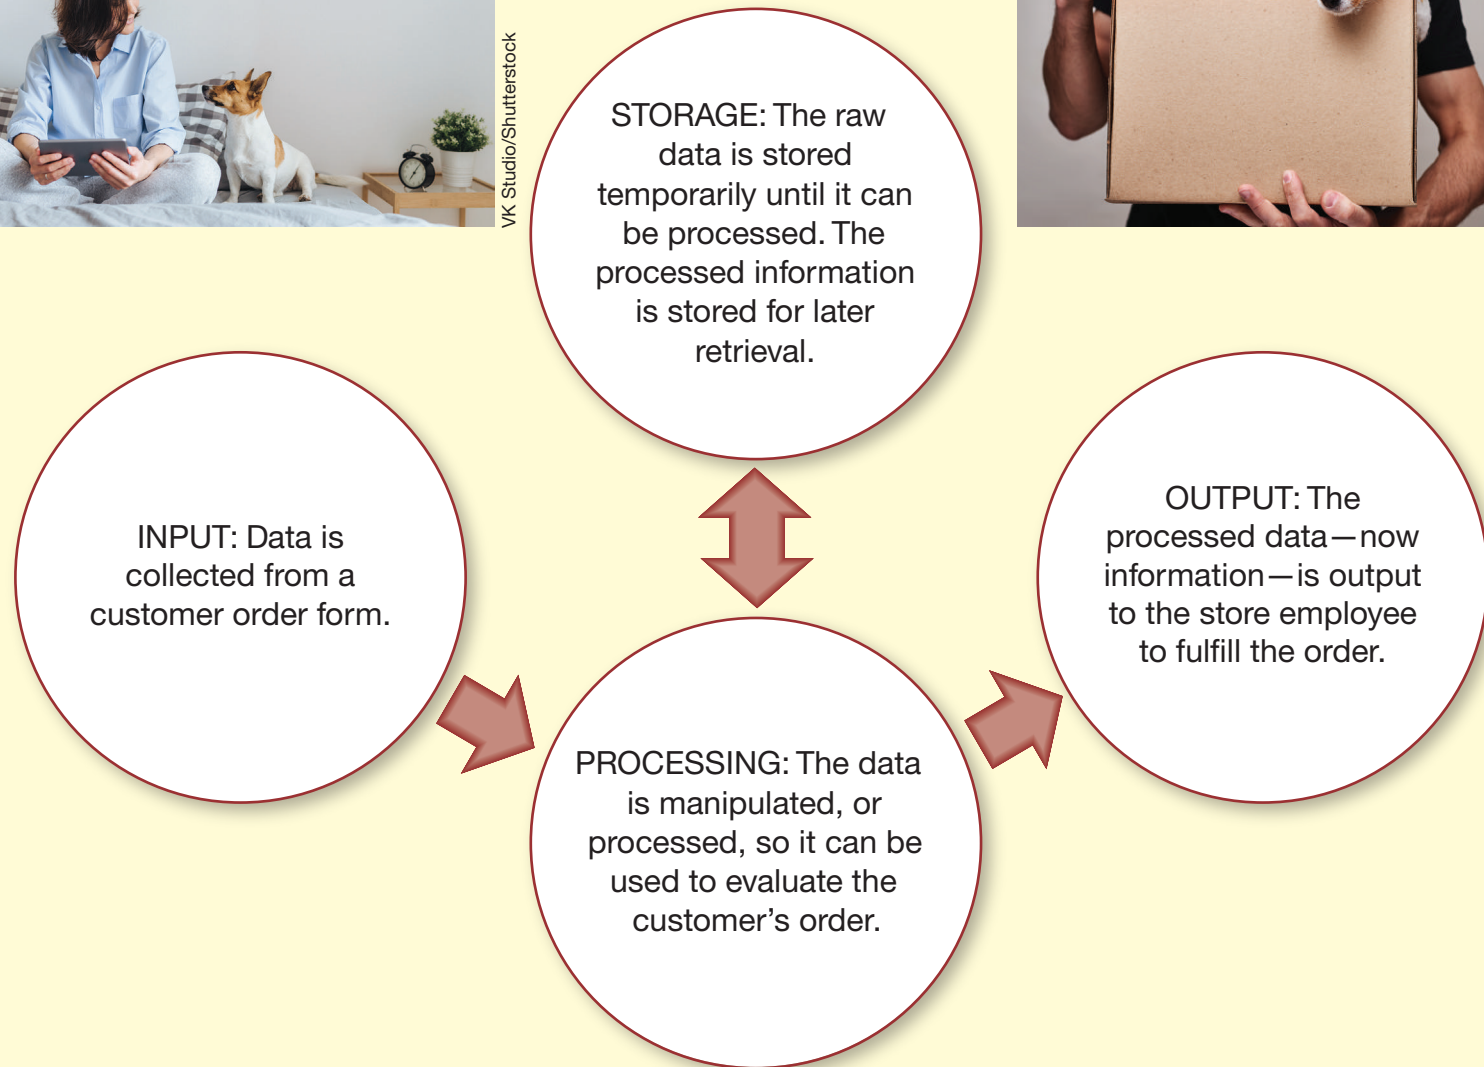 VK Studio/Shutterstock
STORAGE: The raw
data is stored
temporarily until it can
be processed. The
processed information
is stored for later
retrieval.
INPUT: Data is
collected from a
customer order form.
PROCESSING: The data
is manipulated, or
processed, so it can be
used to evaluate the
customer’s order.
OUTPUT: The
processed data—now
information—is output
to the store employee
to fulfill the order.